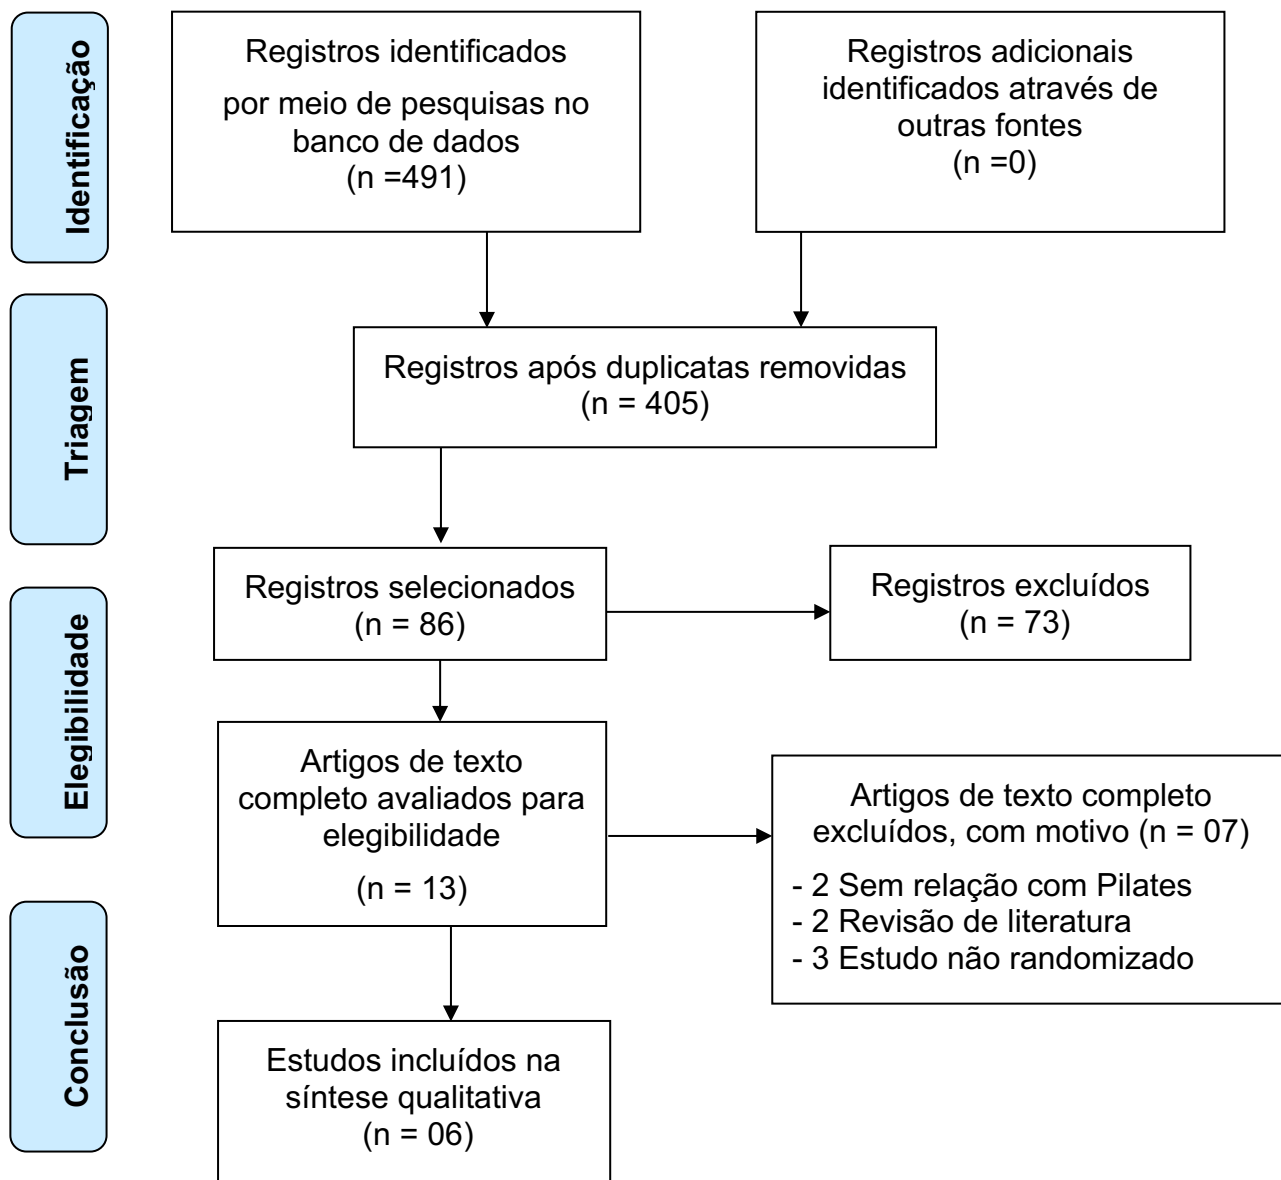 Identificação
Registros identificados
por meio de pesquisas no
banco de dados
(n =491)
Registros adicionais
identificados através de
outras fontes
(n =0)
Triagem
Registros após duplicatas removidas
(n = 405)
Elegibilidade
Registros selecionados
(n = 86)
Registros excluídos
(n = 73)
Artigos de texto
completo avaliados para
elegibilidade
(n = 13)
Artigos de texto completo
excluídos, com motivo (n = 07)
- 2 Sem relação com Pilates
- 2 Revisão de literatura
- 3 Estudo não randomizado
Conclusão
Estudos incluídos na
síntese qualitativa
(n = 06)